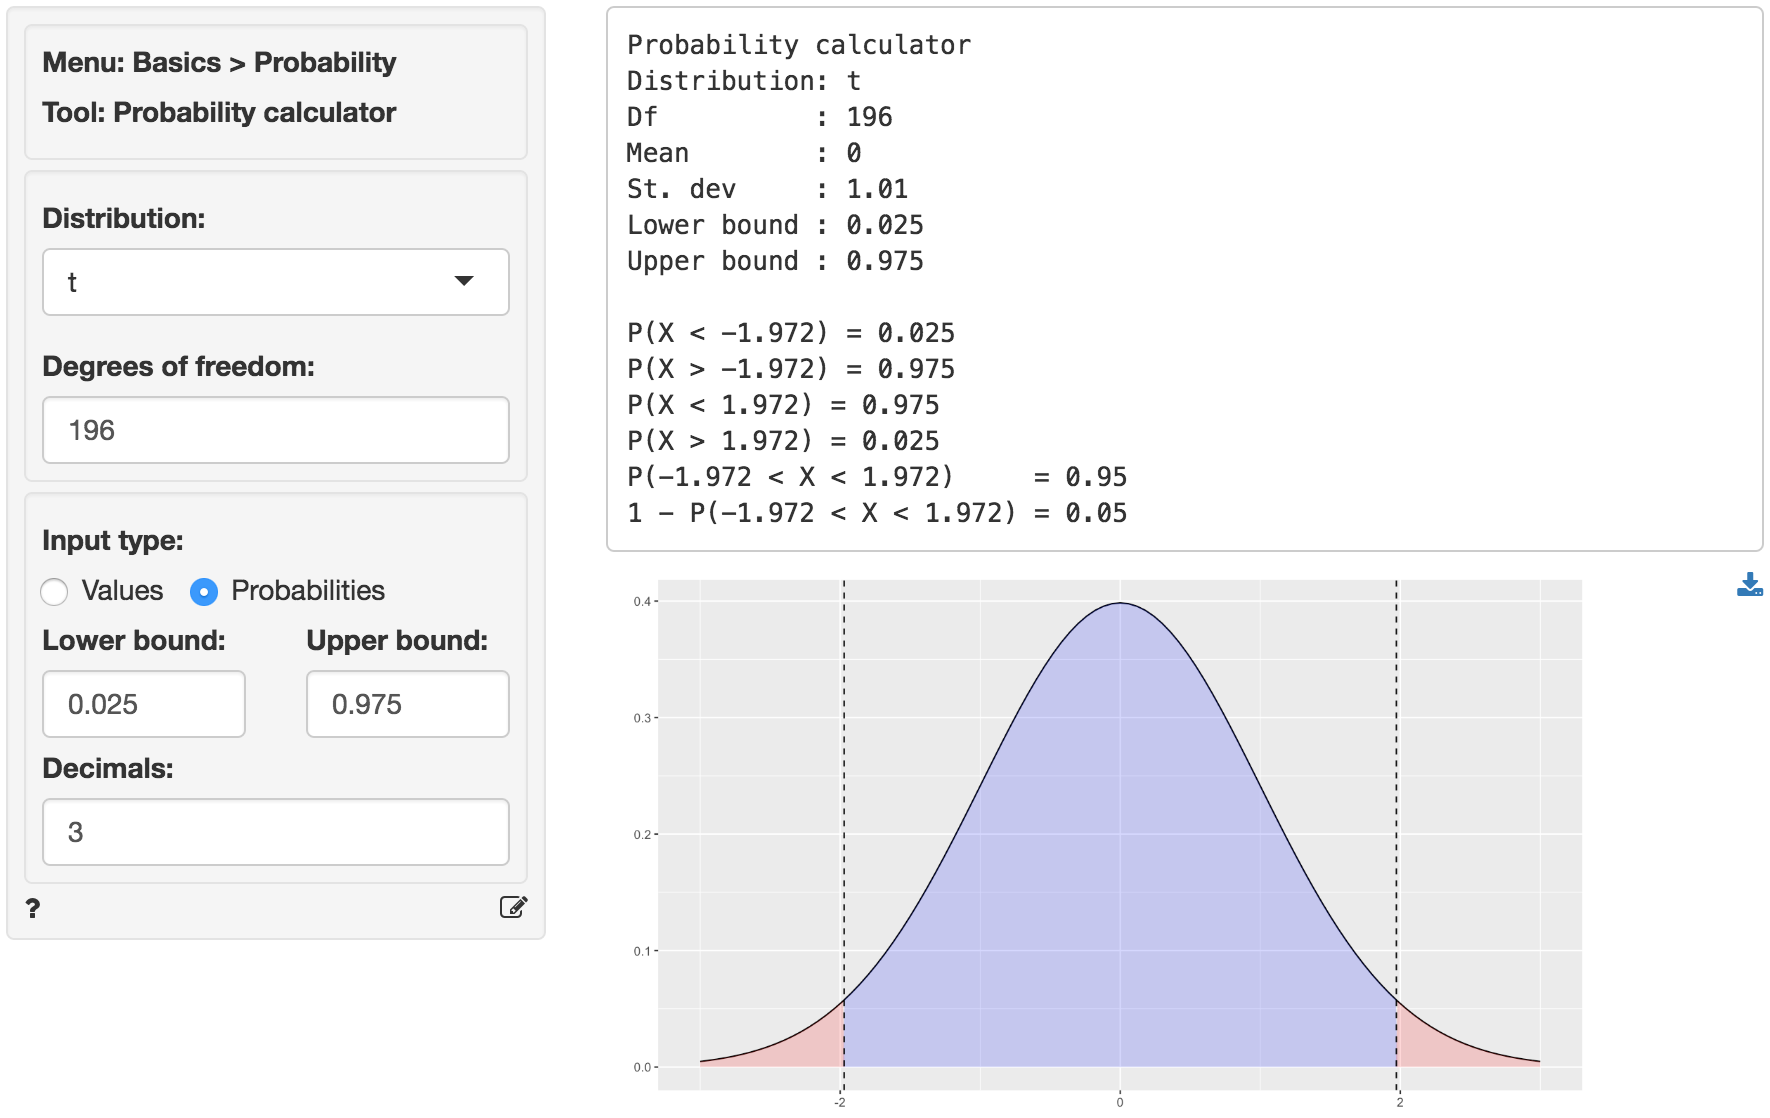 Menu: Basics > Probability
Tool: Probability calculator
Distribution:
t
Degrees of freedom:
196
Input type:
Values Probabilities
Lower bound: Upper bound:
0.025 0.975
Decimals:
3
?
Probability calculator
Distribution: t
Df : 196
Mean : 0
St. dev : 1.01
Lower bound : 0.025
Upper bound : 0.975
P(X < −1.972) = 0.025
P(X > −1.972) = 0.975
P(X < 1.972) = 0.975
P(X > 1.972) = 0.025
P(−1.972 < X < 1.972) = 0.95
1 − P(−1.972 < X < 1.972) = 0.05
0.4
0.3
0.2
0.1
0.0
-2 0 2